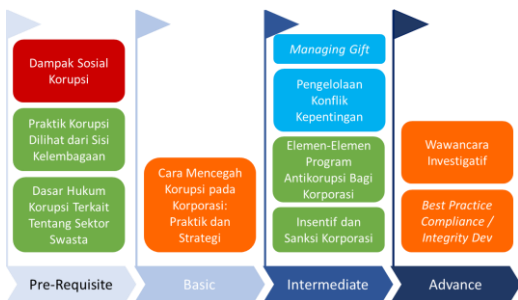 Dampak Sosial
Korupsi
Praktik Korupsi
Dilihat dari Sisi
Kelembagaan
Dasar Hukum
Korupsi Terkait
Tentang Sektor
Swasta
Pre-Requisite
Cara Mencegah
Korupsi pada
Korporasi:
Praktik dan
Strategi
Basic
Managing Gift
Pengelolaan
Konflik
Kepentingan
Elemen-Elemen
Program
Antikorupsi Bagi
Korporasi
Insentif dan
Sanksi Korporasi
Intermediate
Wawancara
Investigatif
Best Practice
Compliance /
Integrity Dev
Advance